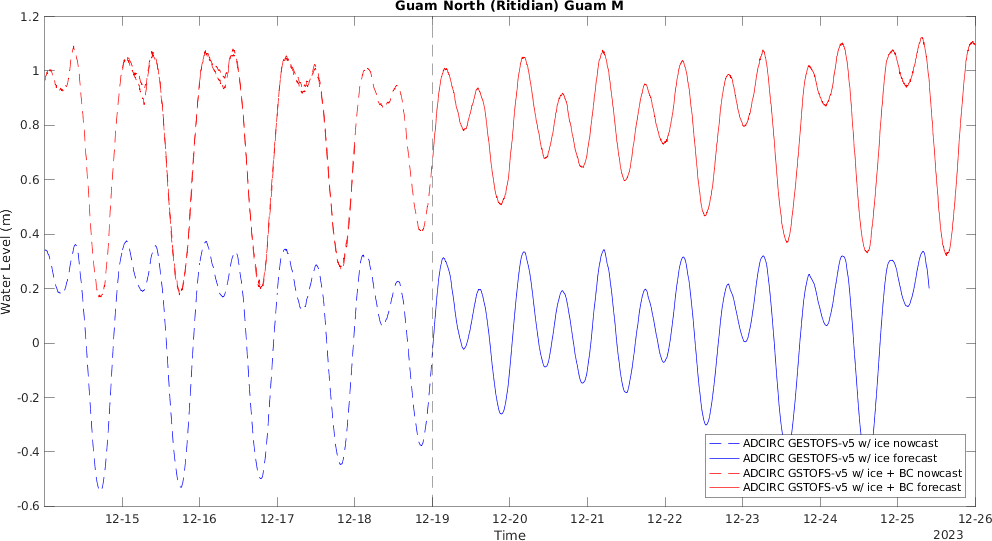 Guam North (Ritidian) Guam M
1.2
1
0.8
0.6
0.4
0.2
0
-0.2
-0.4
-0.6
Water Level (m)
ADCIRC GESTOFS-v5 w/ ice nowcast
ADCIRC GESTOFS-v5 w/ ice forecast
ADCIRC GSTOFS-v5 w/ ice + BC nowcast
ADCIRC GSTOFS-v5 w/ ice + BC forecast
12-15 12-16 12-17 12-18 12-19 12-20 12-21 12-22 12-23 12-24 12-25 12-26
Time
2023